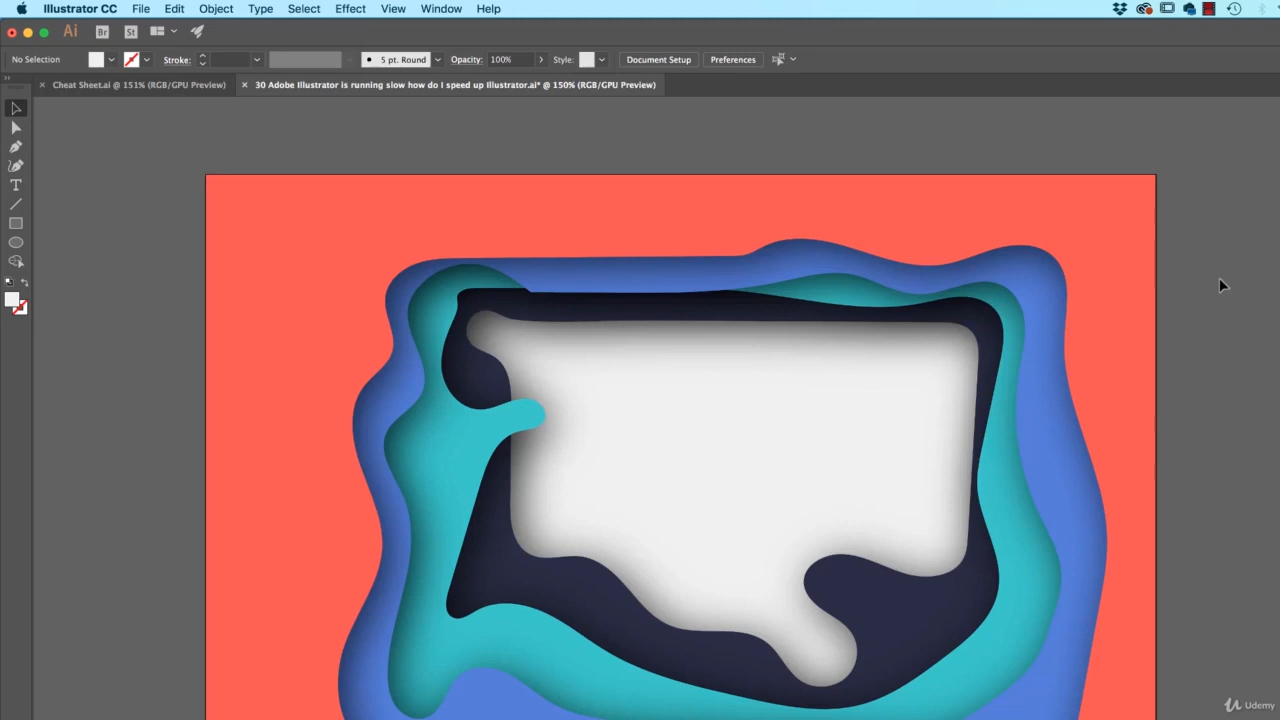 Illustrator CC File Edit Object Type Select Effect View Window Help
Ai Br St
No Selection Stroke: 5 pt. Round Opacity: 100% Style: Document Setup Preferences
Cheat Sheet.ai @ 151% (RGB/GPU Preview) 30 Adobe Illustrator is running slow how do I speed up Illustrator.ai* @ 150% (RGB/GPU Preview)
T
Udemy